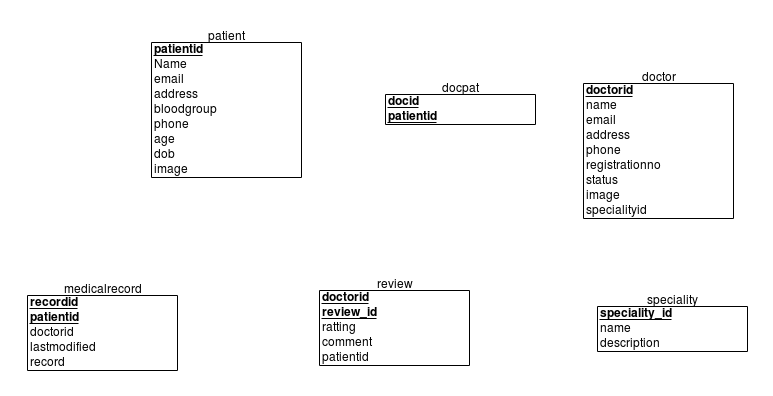 patient
patientid
Name
email
address
bloodgroup
phone
age
dob
image
docpat
docid
patientid
doctor
doctorid
name
email
address
phone
registrationno
status
image
specialityid
medicalrecord
recordid
patientid
doctorid
lastmodified
record
review
doctorid
review_id
ratting
comment
patientid
speciality
speciality_id
name
description